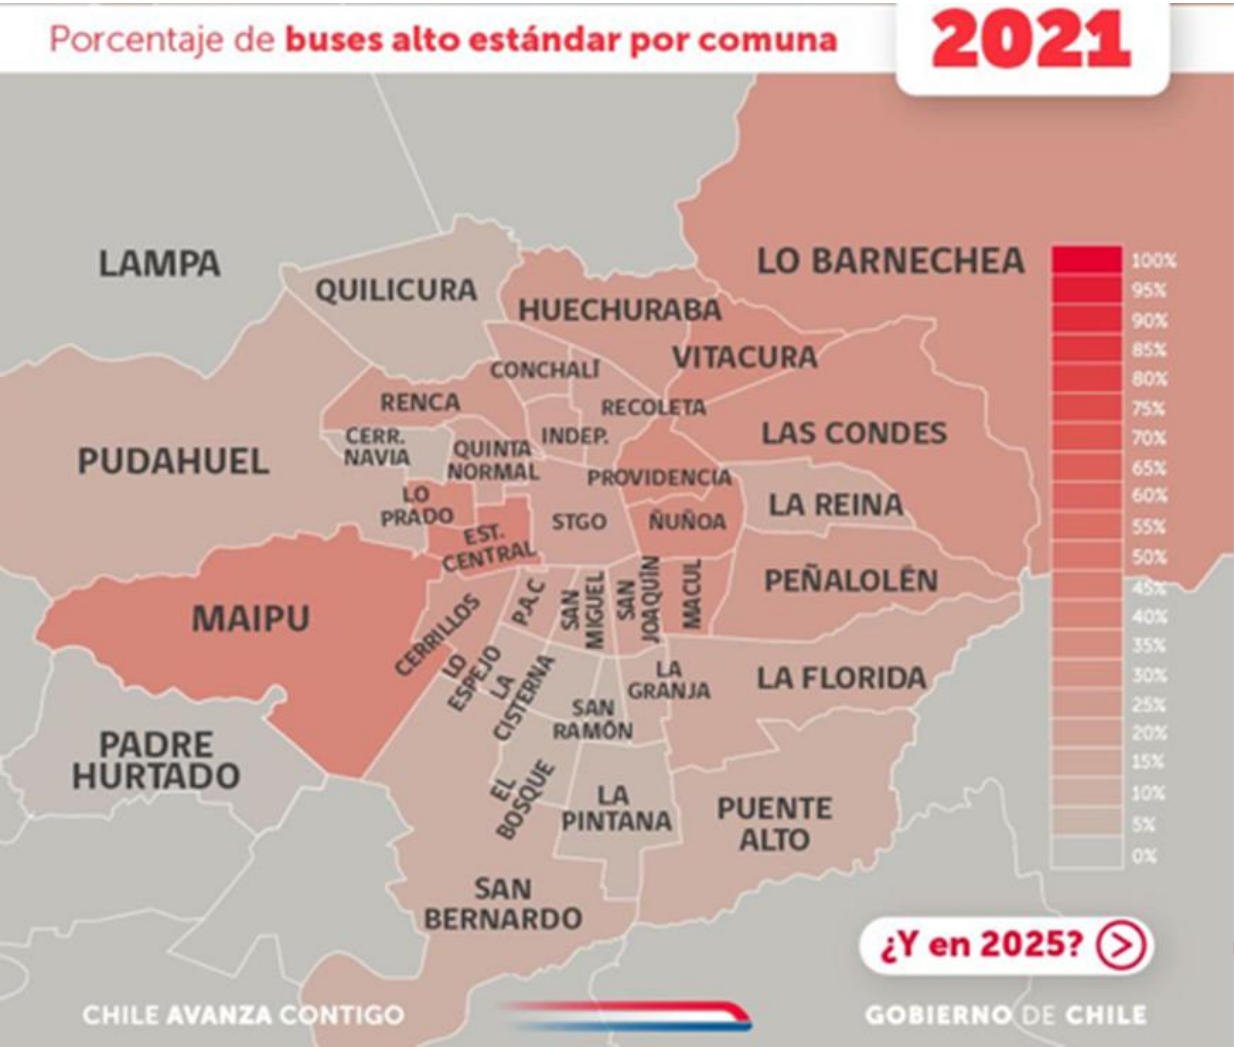 Porcentaje de buses alto estándar por comuna
2021
LAMPA
QUILICURA
LO BARNECHEA
HUECHURABA
VITACURA
CONCHALÍ
RENCA
RECOLETA
LAS CONDES
CERR.
NAVIA
INDEP.
QUINTA
NORMAL
PUDAHUEL
PROVIDENCIA
LO
PRADO
LA REINA
STGO
ÑUÑOA
EST.
CENTRAL
PEÑALOLÉN
MAIPU
CERRILLOS
P.A.C
SAN
MIGUEL
SAN
JOAQUÍN
MACUL
LO
ESPEJO
LA
CISTERNA
LA
GRANJA
LA FLORIDA
SAN
RAMÓN
PADRE
HURTADO
EL
BOSQUE
LA
PINTANA
PUENTE
ALTO
SAN
BERNARDO
100%
95%
90%
85%
80%
75%
70%
65%
60%
55%
50%
45%
40%
35%
30%
25%
20%
15%
10%
5%
0%
¿Y en 2025?
CHILE AVANZA CONTIGO
GOBIERNO DE CHILE